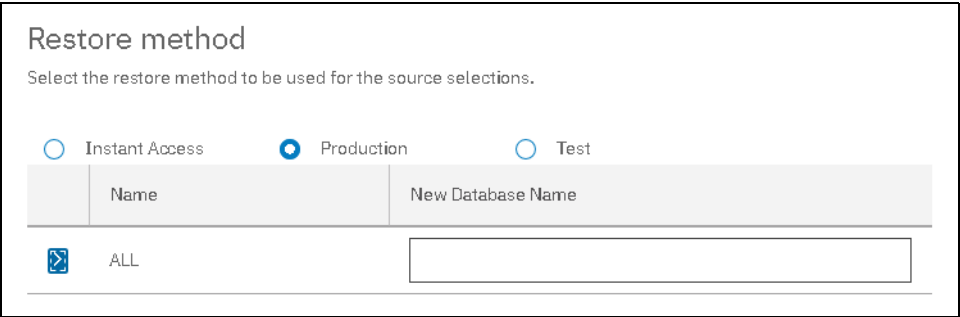 Restore method
Select the restore method to be used for the source selections.
Instant Access Production Test
Name New Database Name
ALL